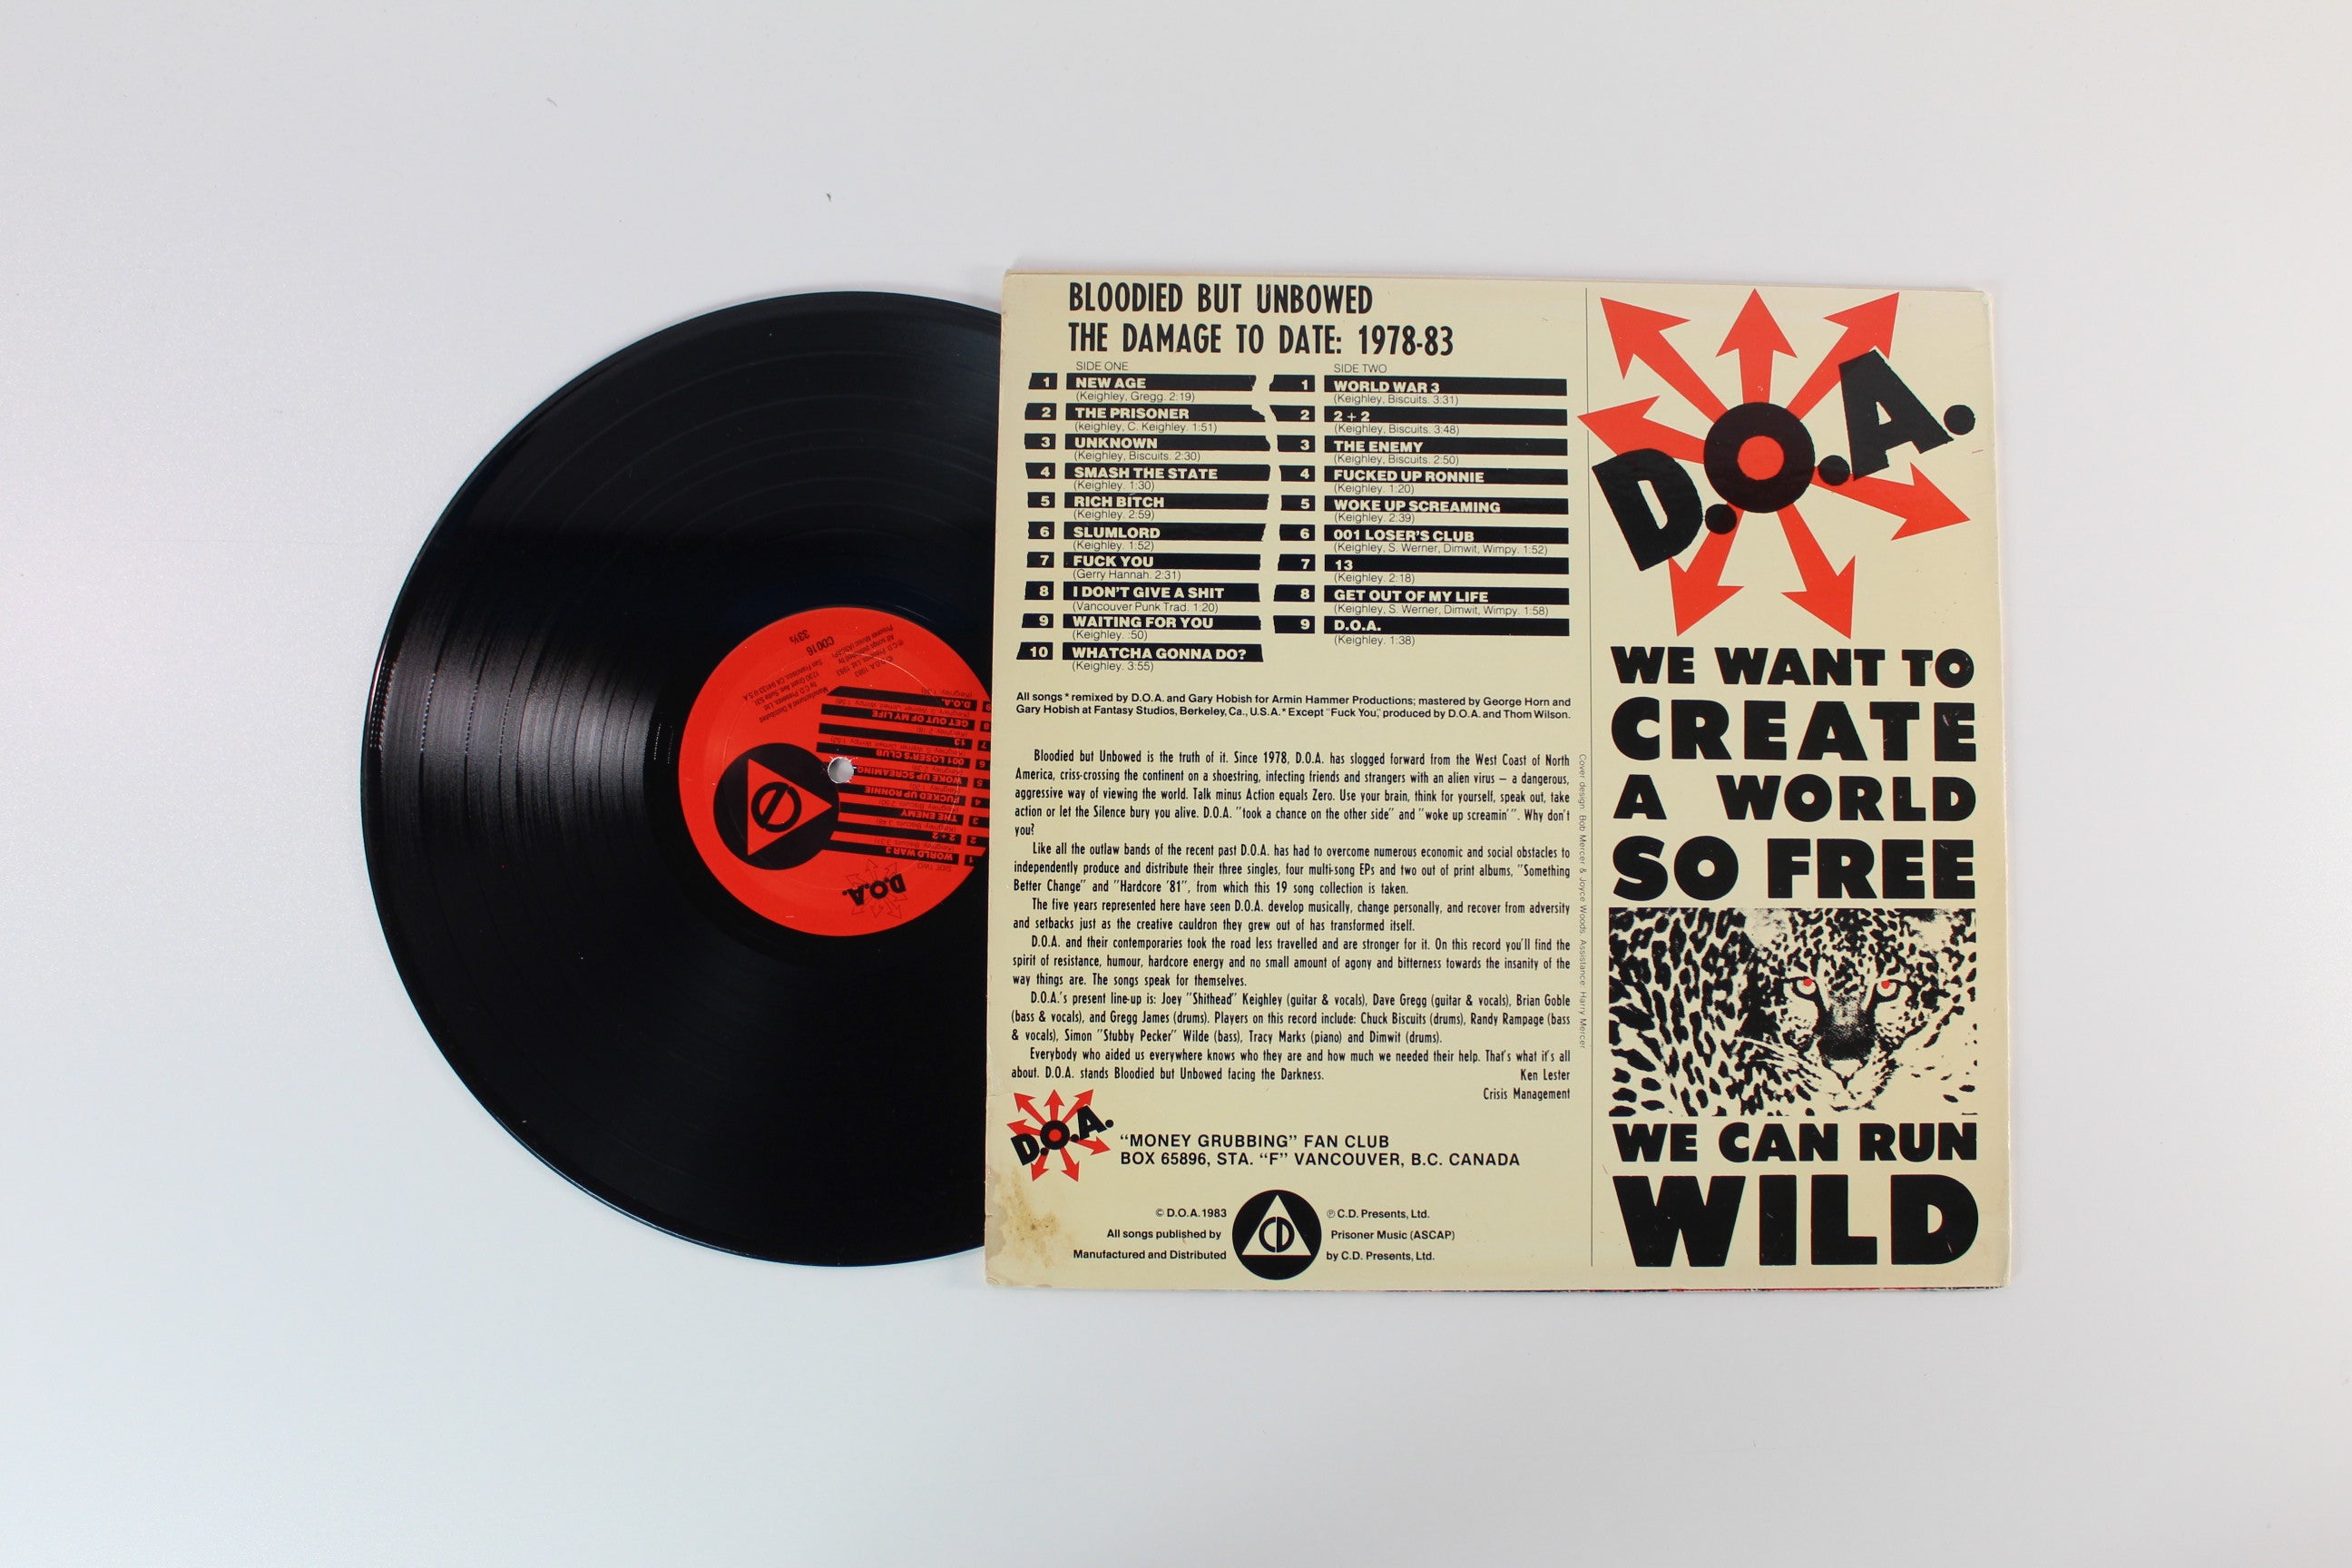 BLOODIED BUT UNBOWED
THE DAMAGE TO DATE: 1978-83
SIDE ONE
1 NEW AGE
(Keighley, Gregg. 2:19)
2 THE PRISONER
(keighley, C. Keighley. 1:51)
3 UNKNOWN
(Keighley, Biscuits. 2:30)
4 SMASH THE STATE
(Keighley. 1:30)
5 RICH BITCH
(Keighley. 2:59)
6 SLUMLORD
(Keighley. 1:52)
7 FUCK YOU
(Gerry Hannah. 2:31)
8 I DON'T GIVE A SHIT
(Vancouver Punk Trad. 1:20)
9 WAITING FOR YOU
(Keighley. :50)
10 WHATCHA GONNA DO?
(Keighley. 3:55)
SIDE TWO
1 WORLD WAR 3
(Keighley, Biscuits. 3:31)
2 2 + 2
(Keighley, Biscuits. 3:48)
3 THE ENEMY
(Keighley, Biscuits. 2:50)
4 FUCKED UP RONNIE
(Keighley. 1:20)
5 WOKE UP SCREAMING
(Keighley. 2:39)
6 001 LOSER'S CLUB
(Keighley, S. Werner, Dimwit, Wimpy. 1:52)
7 13
(Keighley. 2:18)
8 GET OUT OF MY LIFE
(Keighley, S. Werner, Dimwit, Wimpy. 1:58)
9 D.O.A.
(Keighley. 1:38)
All songs * remixed by D.O.A. and Gary Hobish for Armin Hammer Productions; mastered by George Horn and
Gary Hobish at Fantasy Studios, Berkeley, Ca., U.S.A. * Except "Fuck You," produced by D.O.A. and Thom Wilson.
Bloodied but Unbowed is the truth of it. Since 1978, D.O.A. has slogged forward from the West Coast of North
America, criss-crossing the continent on a shoestring, infecting friends and strangers with an alien virus – a dangerous,
aggressive way of viewing the world. Talk minus Action equals Zero. Use your brain, think for yourself, speak out, take
action or let the Silence bury you alive. D.O.A. "took a chance on the other side" and "woke up screamin'". Why don't
you?
Like all the outlaw bands of the recent past D.O.A. has had to overcome numerous economic and social obstacles to
independently produce and distribute their three singles, four multi-song EPs and two out of print albums, "Something
Better Change" and "Hardcore '81", from which this 19 song collection is taken.
The five years represented here have seen D.O.A. develop musically, change personally, and recover from adversity
and setbacks just as the creative cauldron they grew out of has transformed itself.
D.O.A. and their contemporaries took the road less travelled and are stronger for it. On this record you'll find the
spirit of resistance, humour, hardcore energy and no small amount of agony and bitterness towards the insanity of the
way things are. The songs speak for themselves.
D.O.A.'s present line-up is: Joey "Shithead" Keighley (guitar & vocals), Dave Gregg (guitar & vocals), Brian Goble
(bass & vocals), and Gregg James (drums). Players on this record include: Chuck Biscuits (drums), Randy Rampage (bass
& vocals), Simon "Stubby Pecker" Wilde (bass), Tracy Marks (piano) and Dimwit (drums).
Everybody who aided us everywhere knows who they are and how much we needed their help. That's what it's all
about. D.O.A. stands Bloodied but Unbowed facing the Darkness.
Ken Lester
Crisis Management
D.O.A.
"MONEY GRUBBING" FAN CLUB
BOX 65896, STA. "F" VANCOUVER, B.C. CANADA
© D.O.A. 1983
All songs published by
Manufactured and Distributed
CD
℗ C.D. Presents, Ltd.
Prisoner Music (ASCAP)
by C.D. Presents, Ltd.
Cover design: Bob Mercer & Joyce Woods. Assistance: Harry Mercer
D.O.A.
WE WANT TO
CREATE
A WORLD
SO FREE
WE CAN RUN
WILD
D.O.A.
SIDE TWO
1 WORLD WAR 3
2 2 + 2
3 THE ENEMY
4 FUCKED UP RONNIE
5 WOKE UP SCREAMING
6 001 LOSER'S CLUB
7 13
8 GET OUT OF MY LIFE
9 D.O.A.
Manufactured & Distributed
by C.D. Presents, Ltd.
CD016
33⅓